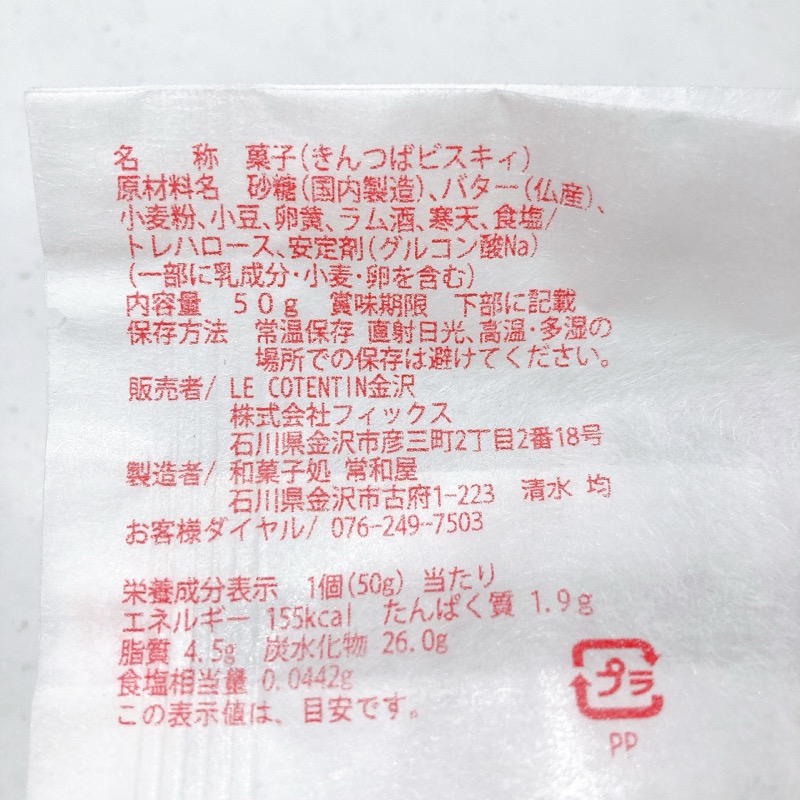 名　　称　菓子(きんつばビスキィ)
原材料名　砂糖(国内製造)、バター(仏産)、
小麦粉、小豆、卵黄、ラム酒、寒天、食塩/
トレハロース、安定剤(グルコン酸Na)
(一部に乳成分・小麦・卵を含む)
内容量　５０ｇ　賞味期限　下部に記載
保存方法　常温保存 直射日光、高温・多湿の
場所での保存は避けてください。
販売者/ LE COTENTIN金沢
株式会社フィックス
石川県金沢市彦三町2丁目2番18号
製造者/ 和菓子処 常和屋
石川県金沢市古府1-223　清水 均
お客様ダイヤル/ 076-249-7503
栄養成分表示　1個(50g) 当たり
エネルギー 155kcal　たんぱく質 1.9g
脂質 4.5g　炭水化物 26.0g
食塩相当量 0.0442g
この表示値は、目安です。
プラ
PP